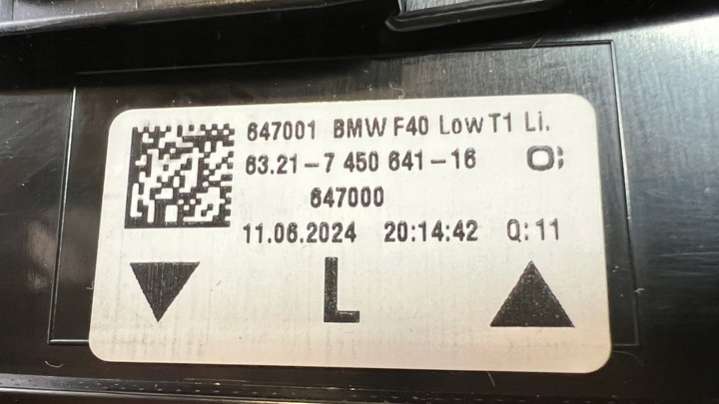 647001 BMW F40 Low T1 Li.
63.21-7 450 641-16 O;
647000
11.06.2024 20:14:42 Q:11
L